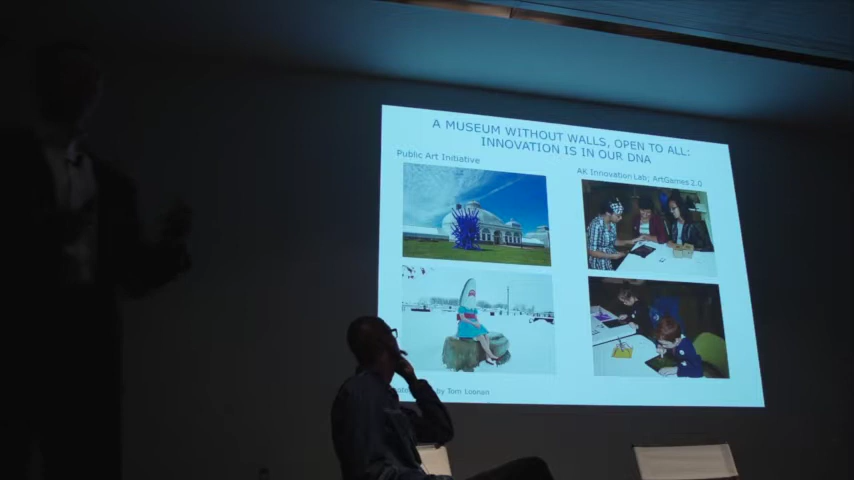 A MUSEUM WITHOUT WALLS, OPEN TO ALL:
INNOVATION IS IN OUR DNA
Public Art Initiative
AK Innovation Lab; ArtGames 2.0
by Tom Loonan